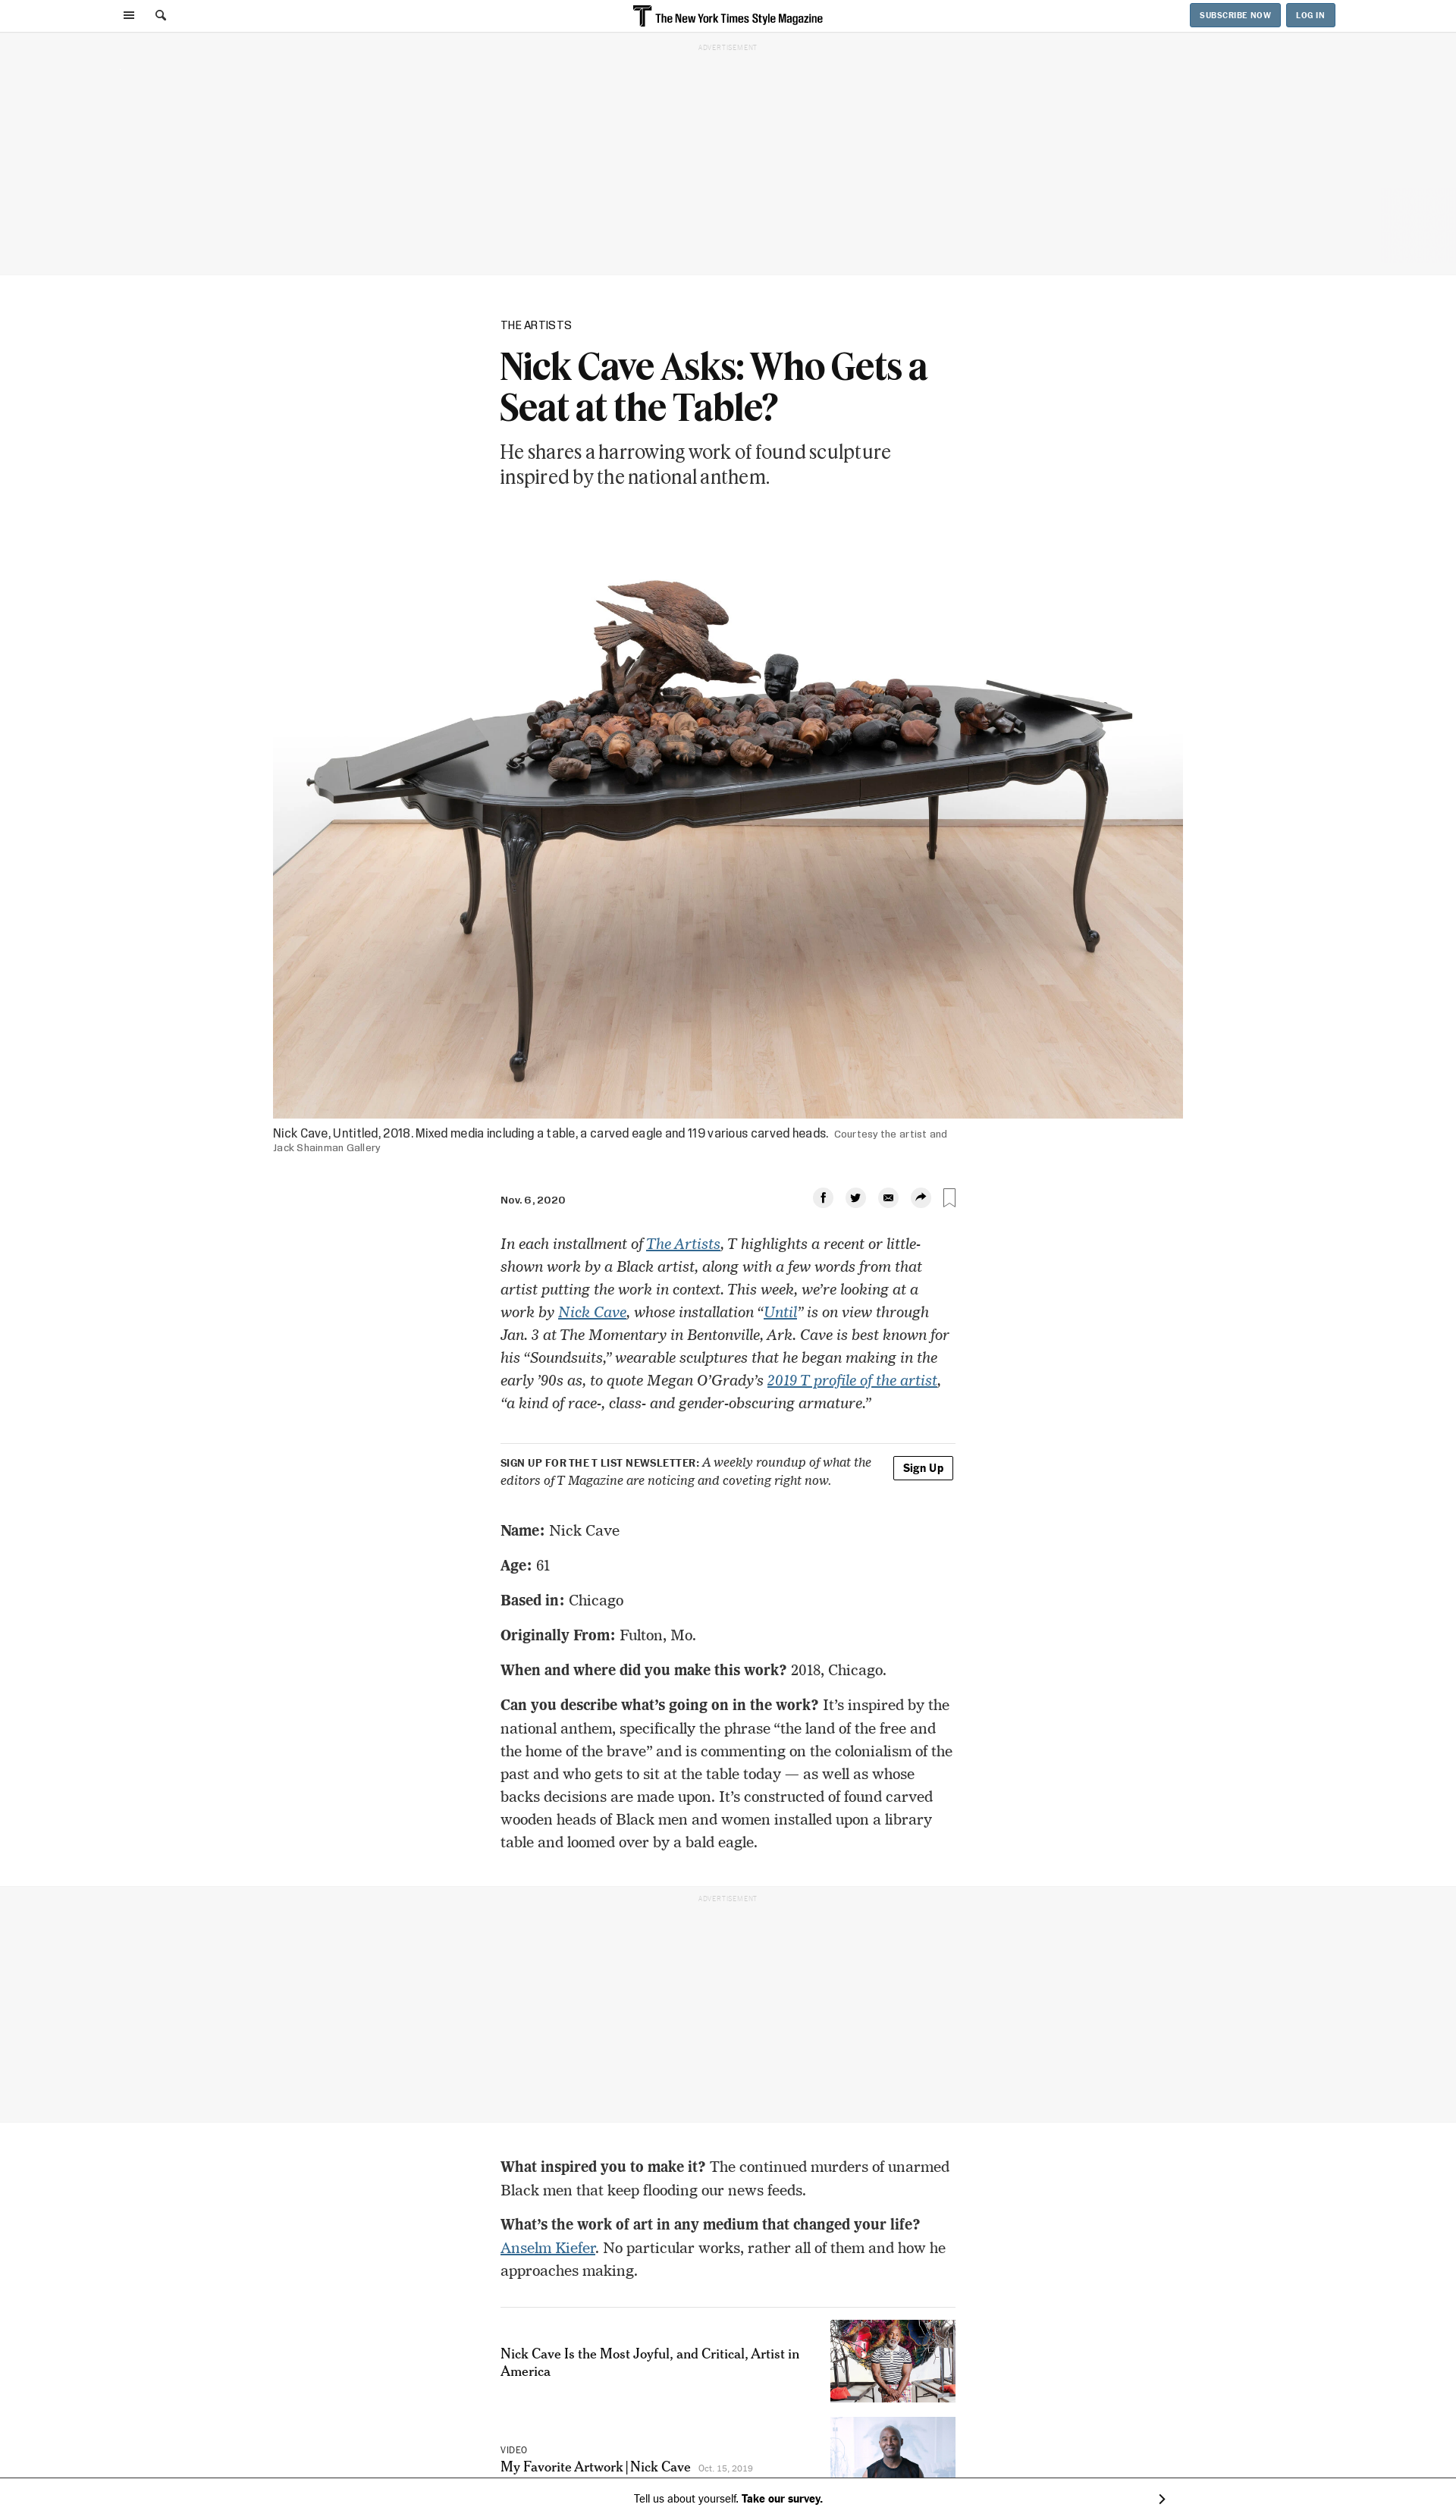 The New York Times Style Magazine
SUBSCRIBE NOW
LOG IN
ADVERTISEMENT
THE ARTISTS
Nick Cave Asks: Who Gets a
Seat at the Table?
He shares a harrowing work of found sculpture
inspired by the national anthem.
Nick Cave, Untitled, 2018. Mixed media including a table, a carved eagle and 119 various carved heads. Courtesy the artist and
Jack Shainman Gallery
Nov. 6, 2020
In each installment of The Artists, T highlights a recent or little-
shown work by a Black artist, along with a few words from that
artist putting the work in context. This week, we’re looking at a
work by Nick Cave, whose installation “Until” is on view through
Jan. 3 at The Momentary in Bentonville, Ark. Cave is best known for
his “Soundsuits,” wearable sculptures that he began making in the
early ’90s as, to quote Megan O’Grady’s 2019 T profile of the artist,
“a kind of race-, class- and gender-obscuring armature.”
SIGN UP FOR THE T LIST NEWSLETTER: A weekly roundup of what the
editors of T Magazine are noticing and coveting right now.
Sign Up
Name: Nick Cave
Age: 61
Based in: Chicago
Originally From: Fulton, Mo.
When and where did you make this work? 2018, Chicago.
Can you describe what’s going on in the work? It’s inspired by the
national anthem, specifically the phrase “the land of the free and
the home of the brave” and is commenting on the colonialism of the
past and who gets to sit at the table today — as well as whose
backs decisions are made upon. It’s constructed of found carved
wooden heads of Black men and women installed upon a library
table and loomed over by a bald eagle.
ADVERTISEMENT
What inspired you to make it? The continued murders of unarmed
Black men that keep flooding our news feeds.
What’s the work of art in any medium that changed your life?
Anselm Kiefer. No particular works, rather all of them and how he
approaches making.
Nick Cave Is the Most Joyful, and Critical, Artist in
America
VIDEO
My Favorite Artwork | Nick Cave Oct. 15, 2019
Tell us about yourself. Take our survey.